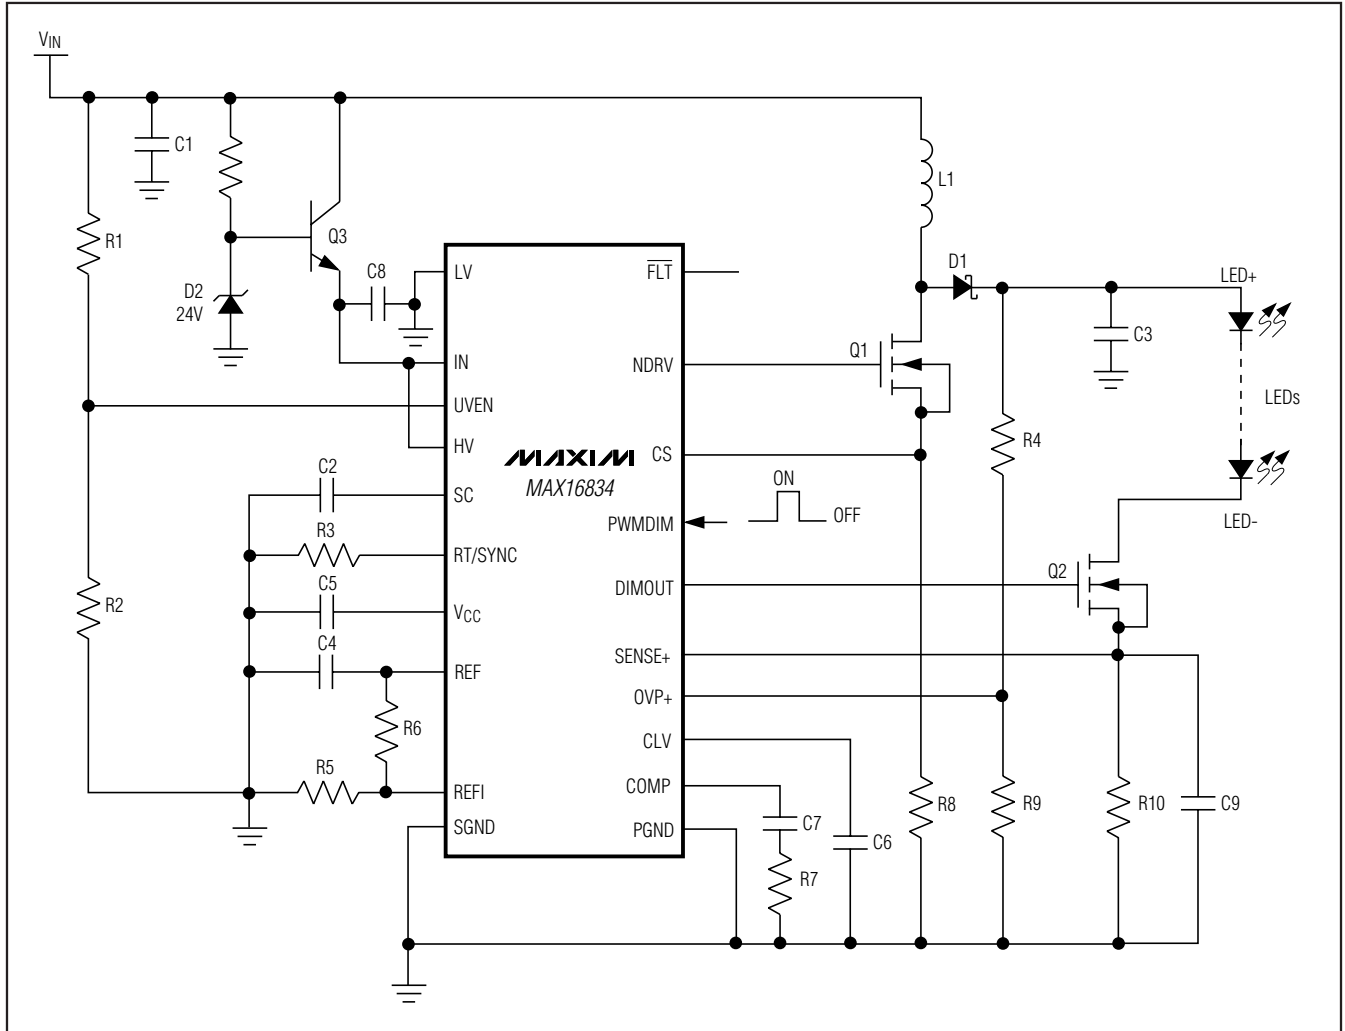 VIN
C1
R1
Q3
D2
24V
C8
L1
D1
LED+
C3
LEDs
LED-
Q1
R4
LV
IN
UVEN
HV
SC
RT/SYNC
VCC
REF
REFI
SGND
MAXIM
MAX16834
FLT
NDRV
CS
PWMDIM
DIMOUT
SENSE+
OVP+
CLV
COMP
PGND
ON
OFF
Q2
C2
R3
C5
C4
R6
R5
R2
C7
R7
C6
R8
R9
R10
C9